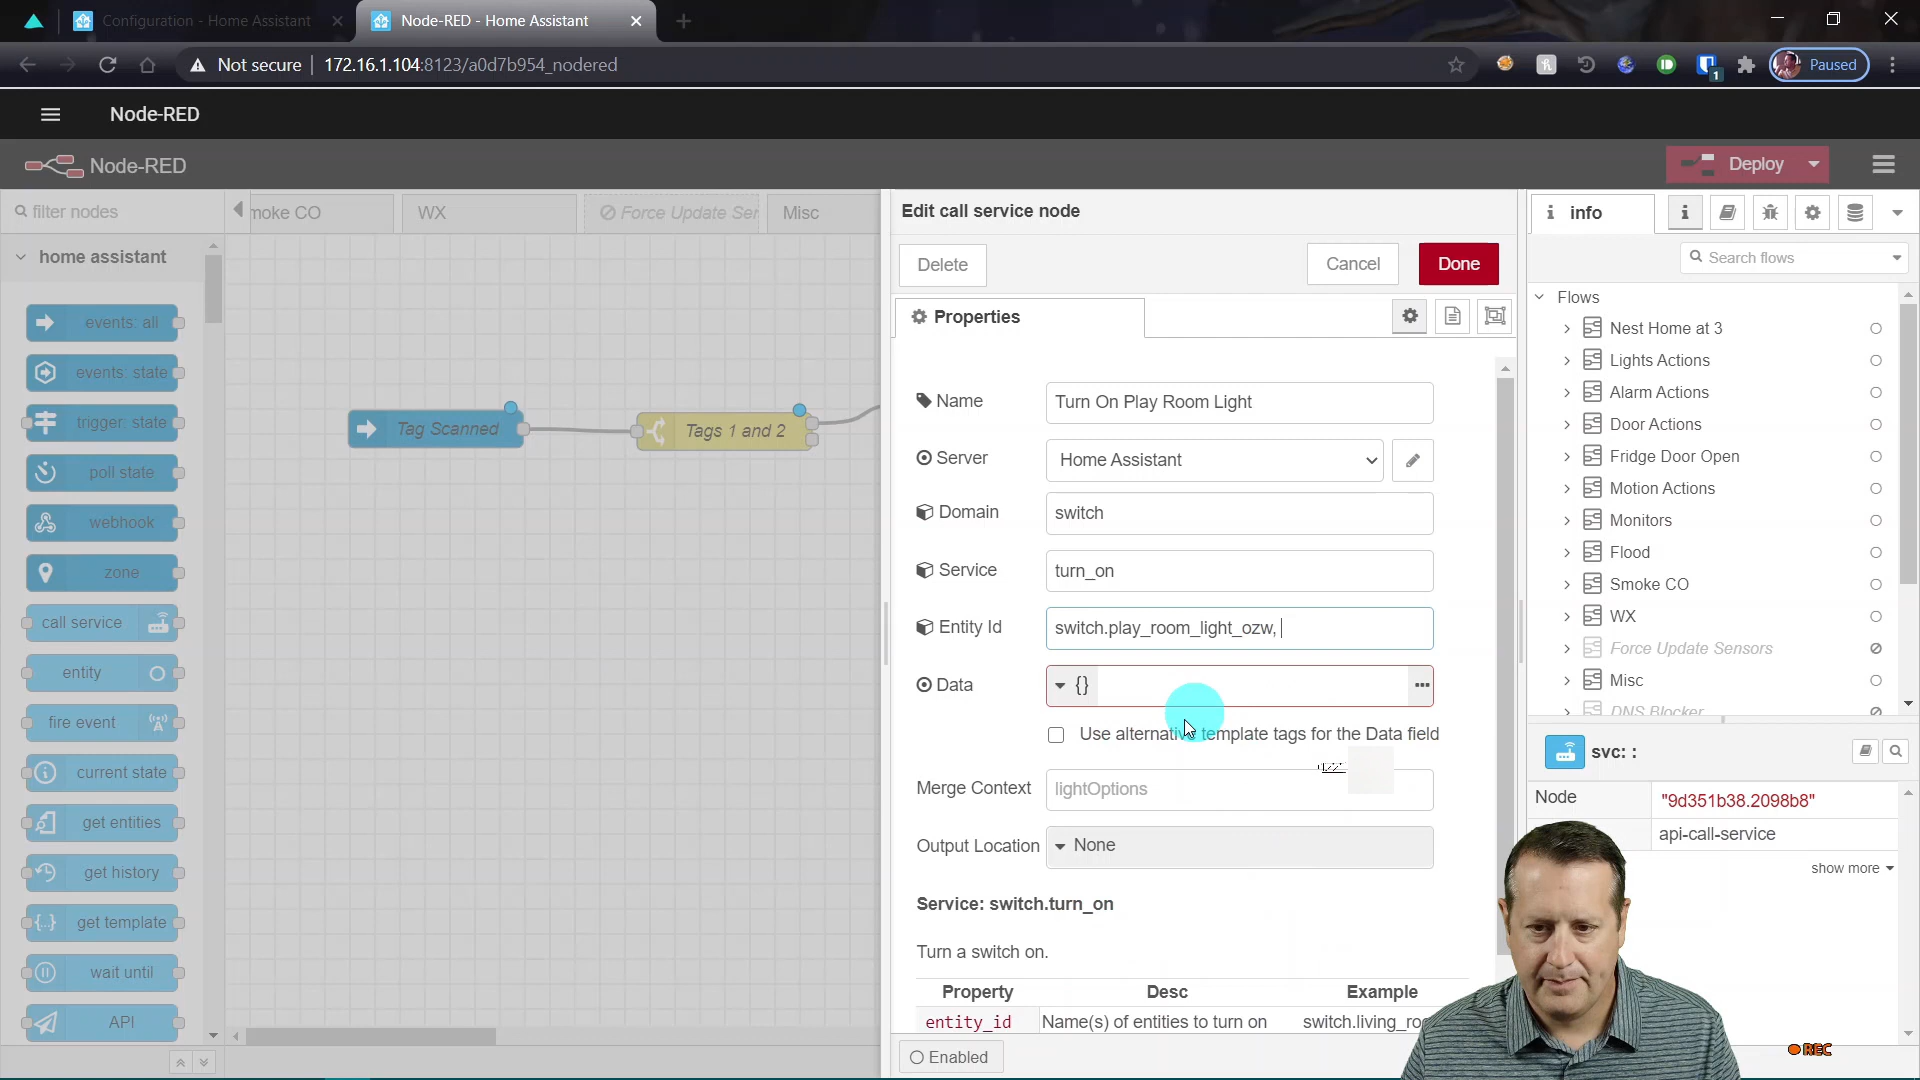 Configuration - Home Assistant
Node-RED - Home Assistant
Not secure
172.16.1.104:8123/a0d7b954_nodered
1
Paused
Node-RED
Node-RED
Deploy
filter nodes
moke CO
WX
Force Update Ser
Misc
home assistant
events: all
events: state
trigger: state
poll state
webhook
zone
call service
entity
fire event
current state
get entities
get history
get template
wait until
API
Tag Scanned
Tags 1 and 2
Edit call service node
Delete
Cancel
Done
Properties
Name
Turn On Play Room Light
Server
Home Assistant
Domain
switch
Service
turn_on
Entity Id
switch.play_room_light_ozw,
Data
{}
Use alternative template tags for the Data field
Merge Context
lightOptions
Output Location
None
Service: switch.turn_on
Turn a switch on.
Property Desc Example
entity_id Name(s) of entities to turn on switch.living_ro
Enabled
info
Search flows
Flows
Nest Home at 3
Lights Actions
Alarm Actions
Door Actions
Fridge Door Open
Motion Actions
Monitors
Flood
Smoke CO
WX
Force Update Sensors
Misc
DNS Blocker
svc: :
Node "9d351b38.2098b8"
api-call-service
show more
REC